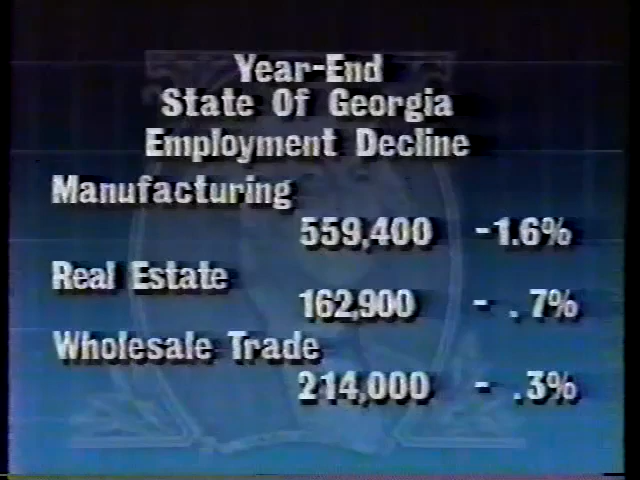 Year-End
State Of Georgia
Employment Decline
Manufacturing
559,400 -1.6%
Real Estate
162,900 - .7%
Wholesale Trade
214,000 - .3%